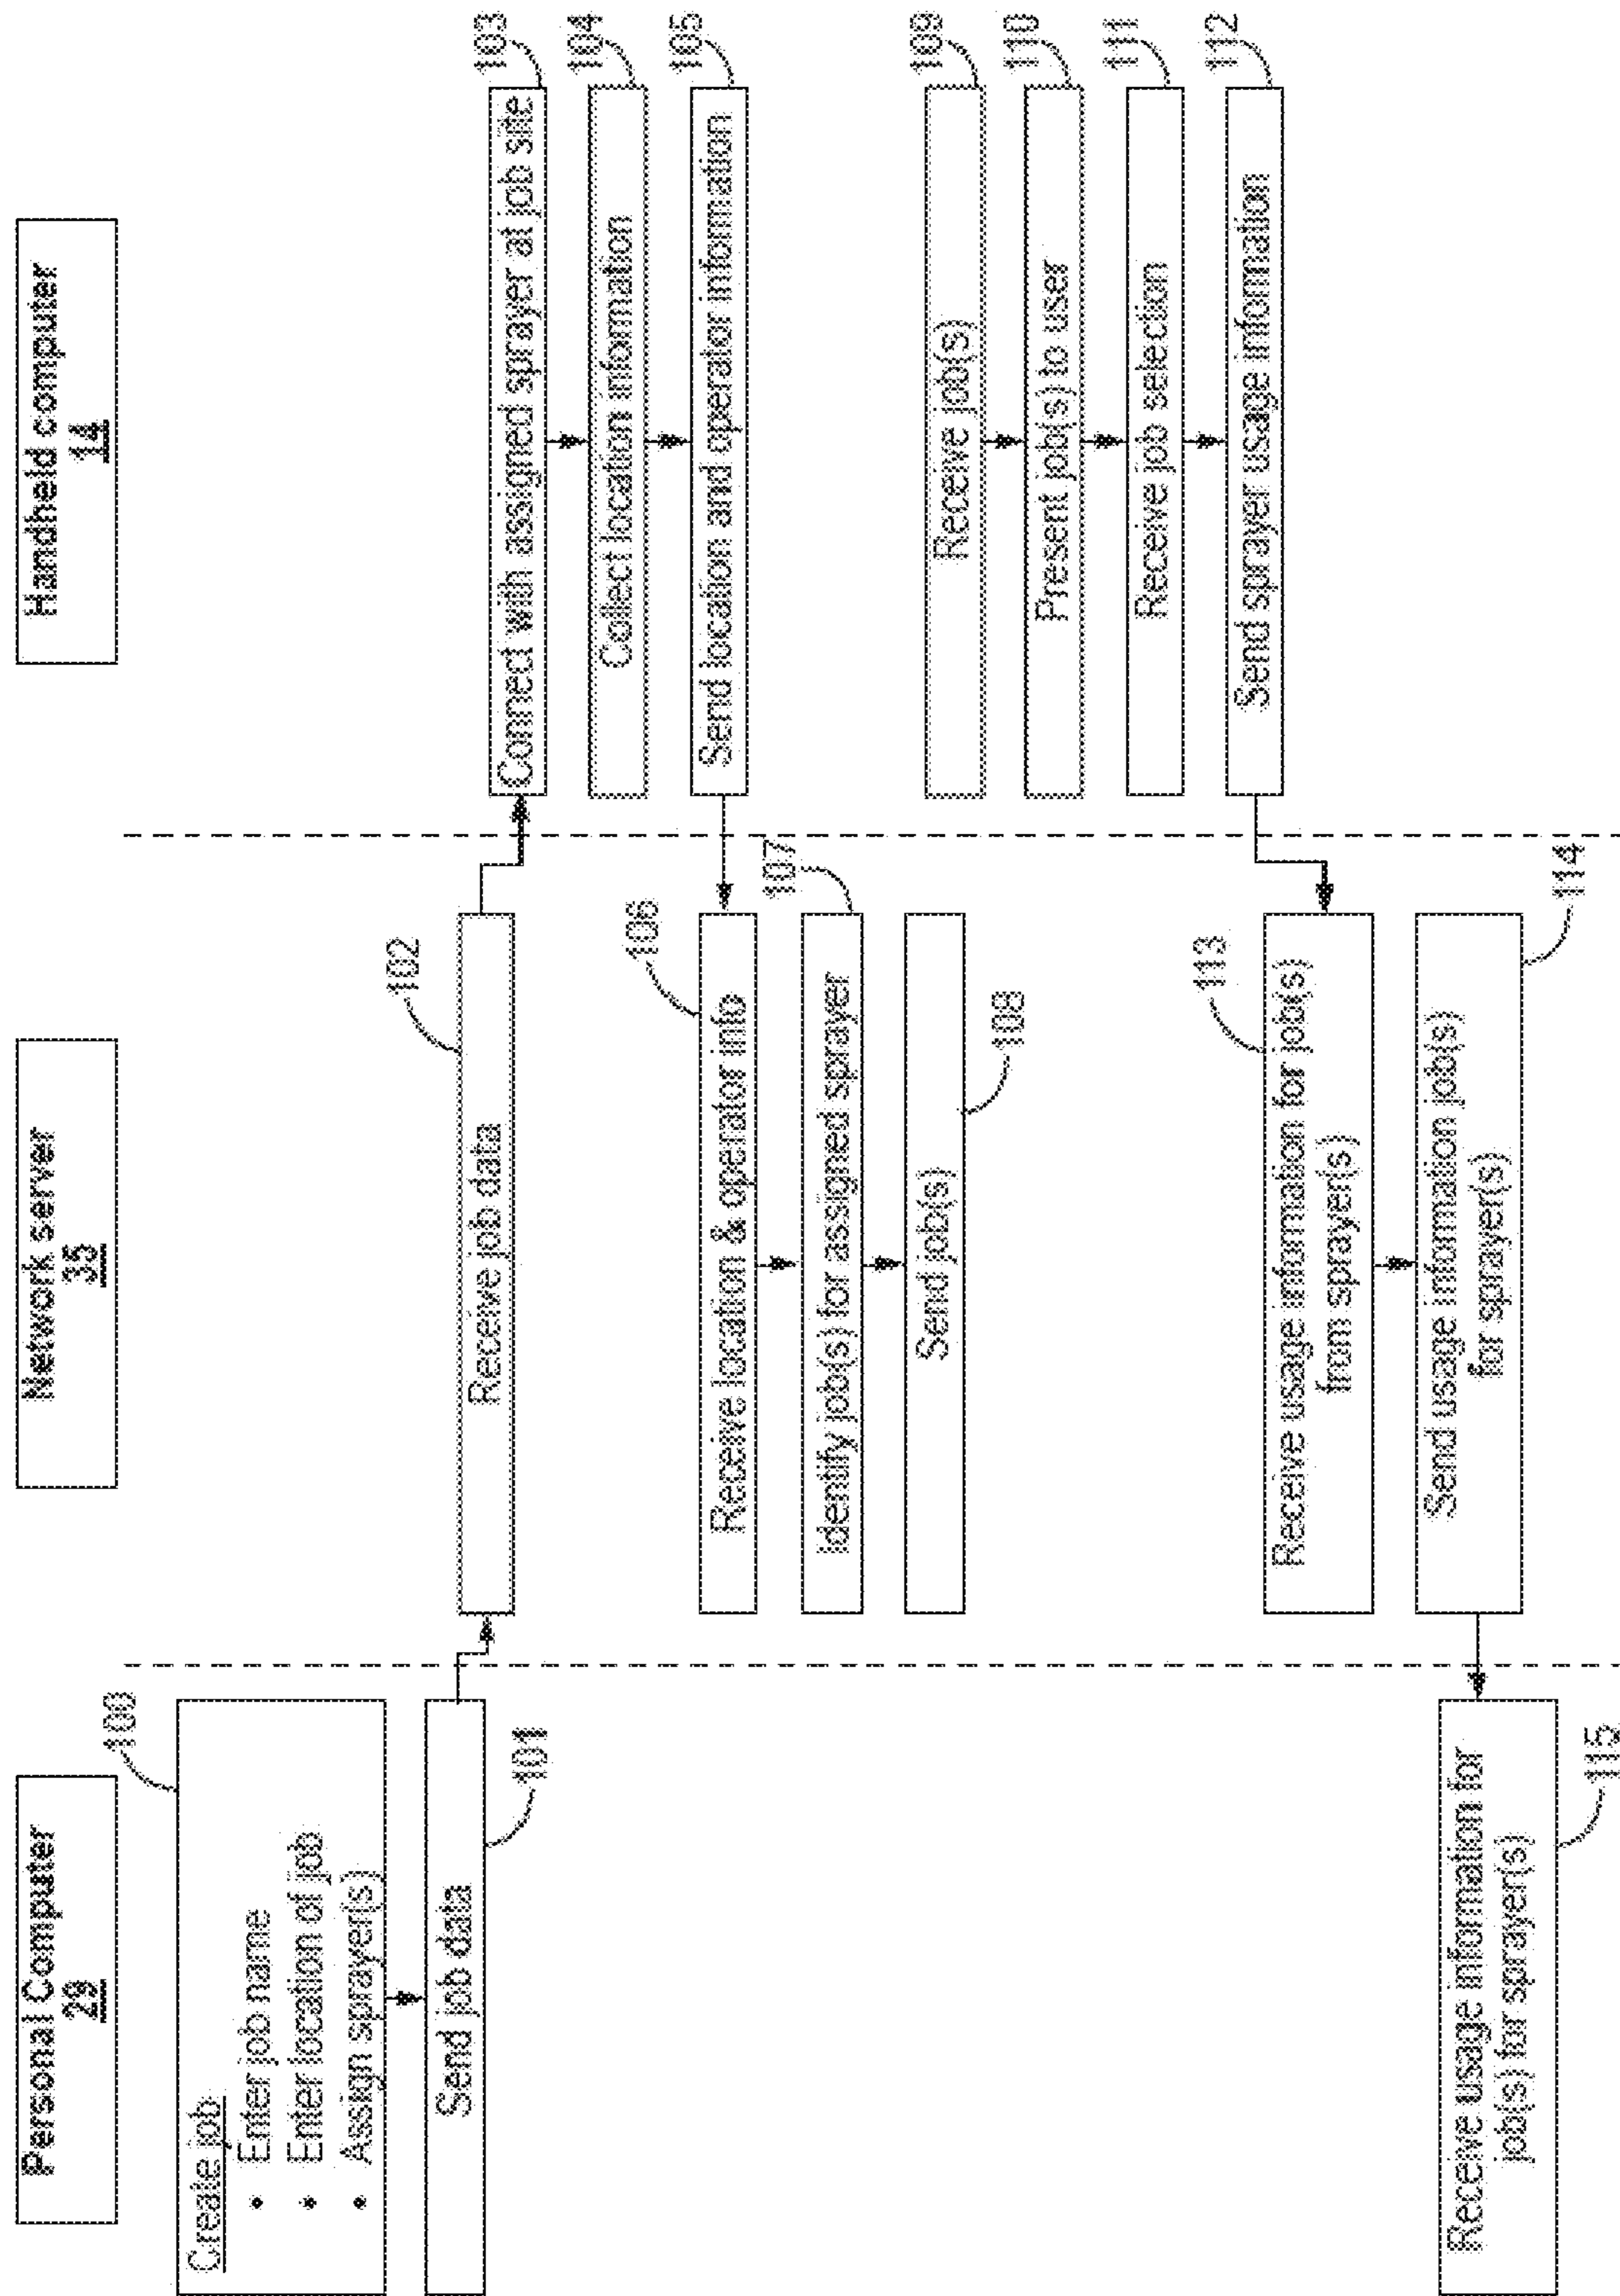 Personal Computer
29
Network server
35
Handheld computer
14
Create job
• Enter job name
• Enter location of job
• Assign sprayer(s)
100
Send job data
101
Receive job data
102
Connect with assigned sprayer at job site
103
Collect location information
104
Send location and operator information
105
Receive location & operator info
106
Identify job(s) for assigned sprayer
107
Send job(s)
108
Receive job(s)
109
Present job(s) to user
110
Receive job selection
111
Send sprayer usage information
112
Receive usage information for job(s)
from sprayer(s)
113
Send usage information job(s)
for sprayer(s)
114
Receive usage information for
job(s) for sprayer(s)
115